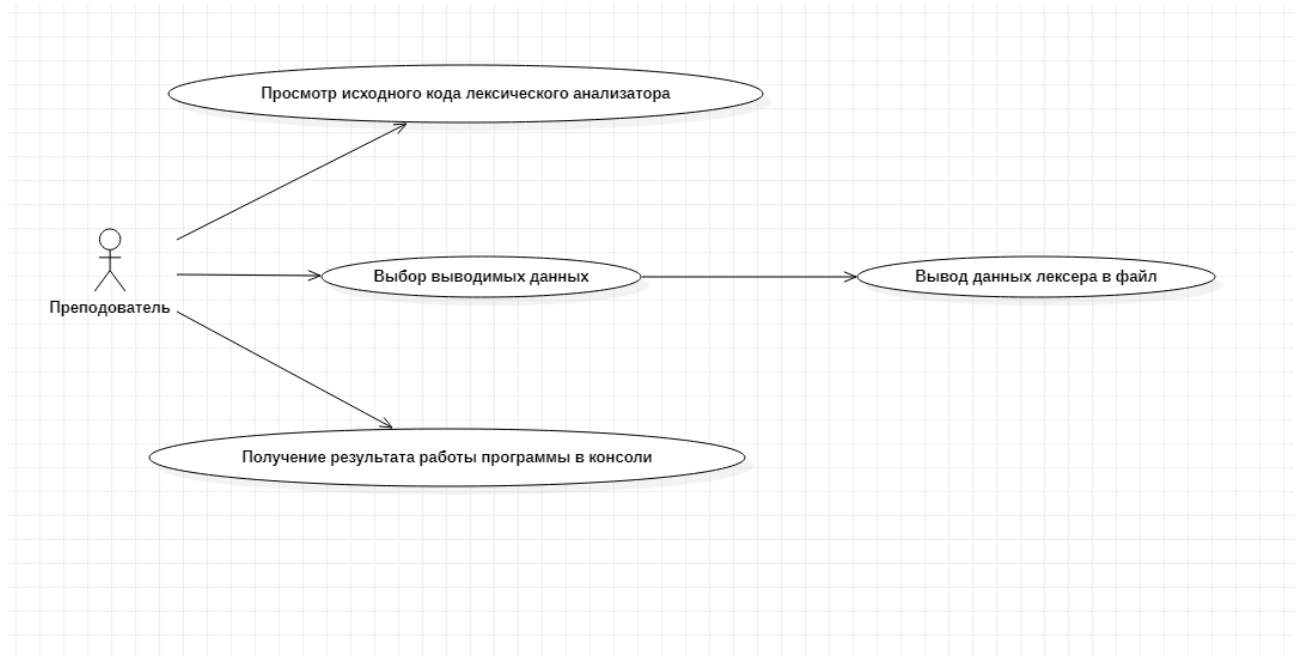 Просмотр исходного кода лексического анализатора
Выбор выводимых данных
Вывод данных лексера в файл
Преподователь
Получение результата работы программы в консоли